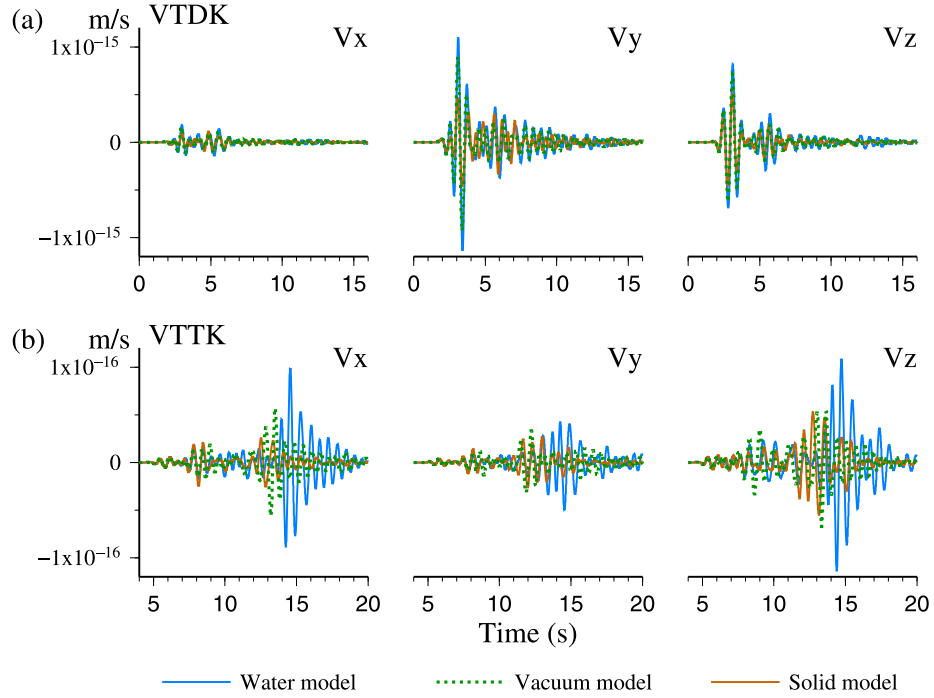 (a) m/s VTDK
Vx Vy Vz
1x10⁻¹⁵
0
−1x10⁻¹⁵
0 5 10 15 0 5 10 15 0 5 10 15
(b) m/s VTTK
Vx Vy Vz
1x10⁻¹⁶
0
−1x10⁻¹⁶
5 10 15 20 5 10 15 20 5 10 15 20
Time (s)
Water model Vacuum model Solid model